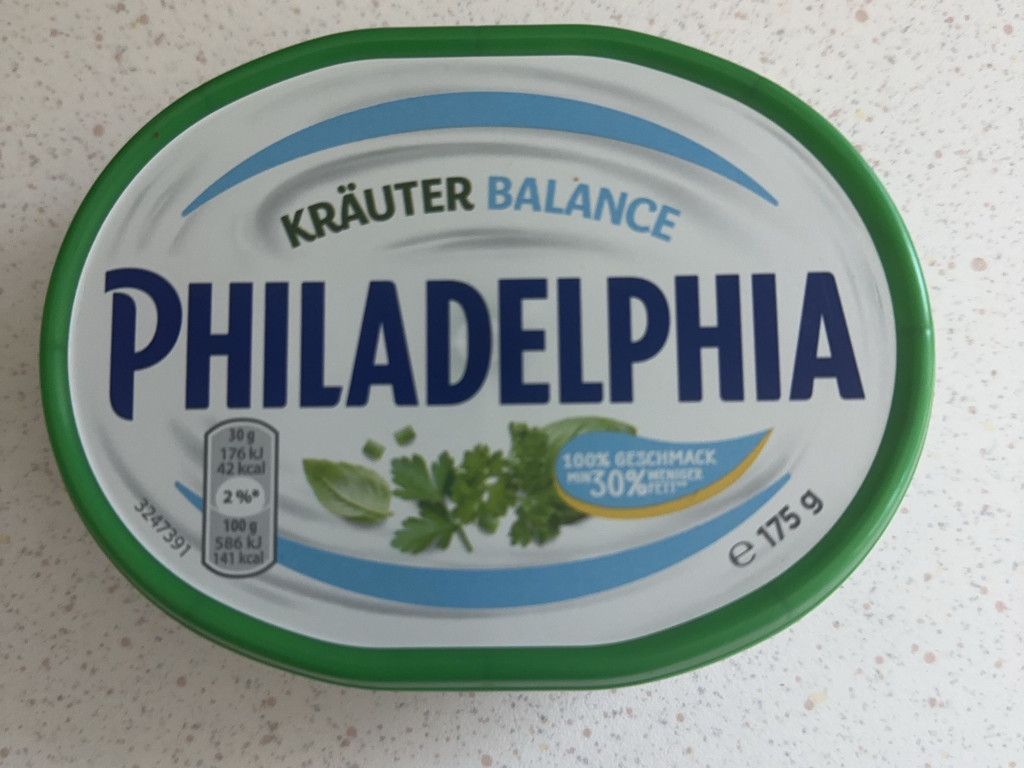 KRÄUTER BALANCE
PHILADELPHIA
30 g
176 kJ
42 kcal
2 %*
100 g
586 kJ
141 kcal
3247391
100% GESCHMACK
MIN. 30% WENIGER FETT**
e 175 g